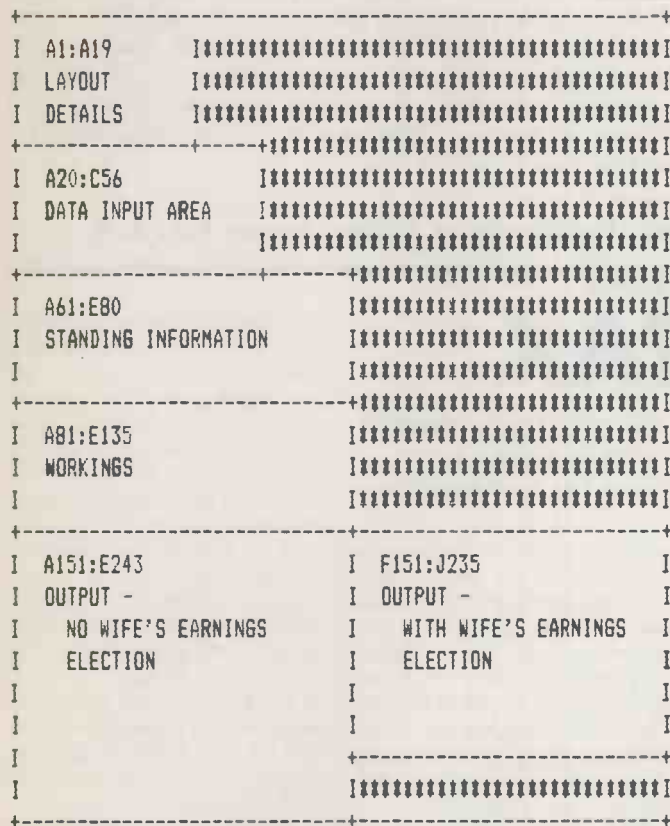 A1:A19
LAYOUT
DETAILS
A20:C56
DATA INPUT AREA
A61:E80
STANDING INFORMATION
A81:E135
WORKINGS
A151:E243
OUTPUT -
NO WIFE'S EARNINGS
ELECTION
F151:J235
OUTPUT -
WITH WIFE'S EARNINGS
ELECTION